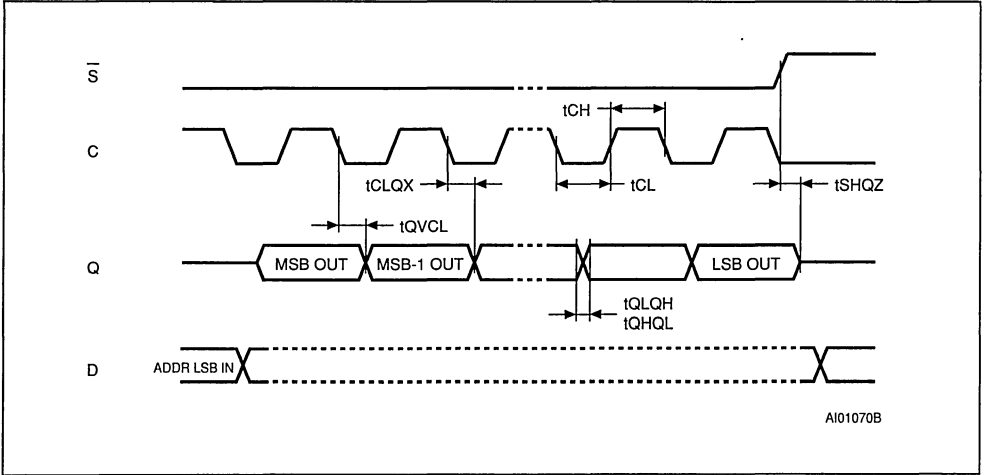 S
tCH
C
tCLQX
tCL
tSHQZ
tQVCL
Q
MSB OUT
MSB-1 OUT
LSB OUT
tQLQH
tQHQL
D
ADDR LSB IN
AI01070B